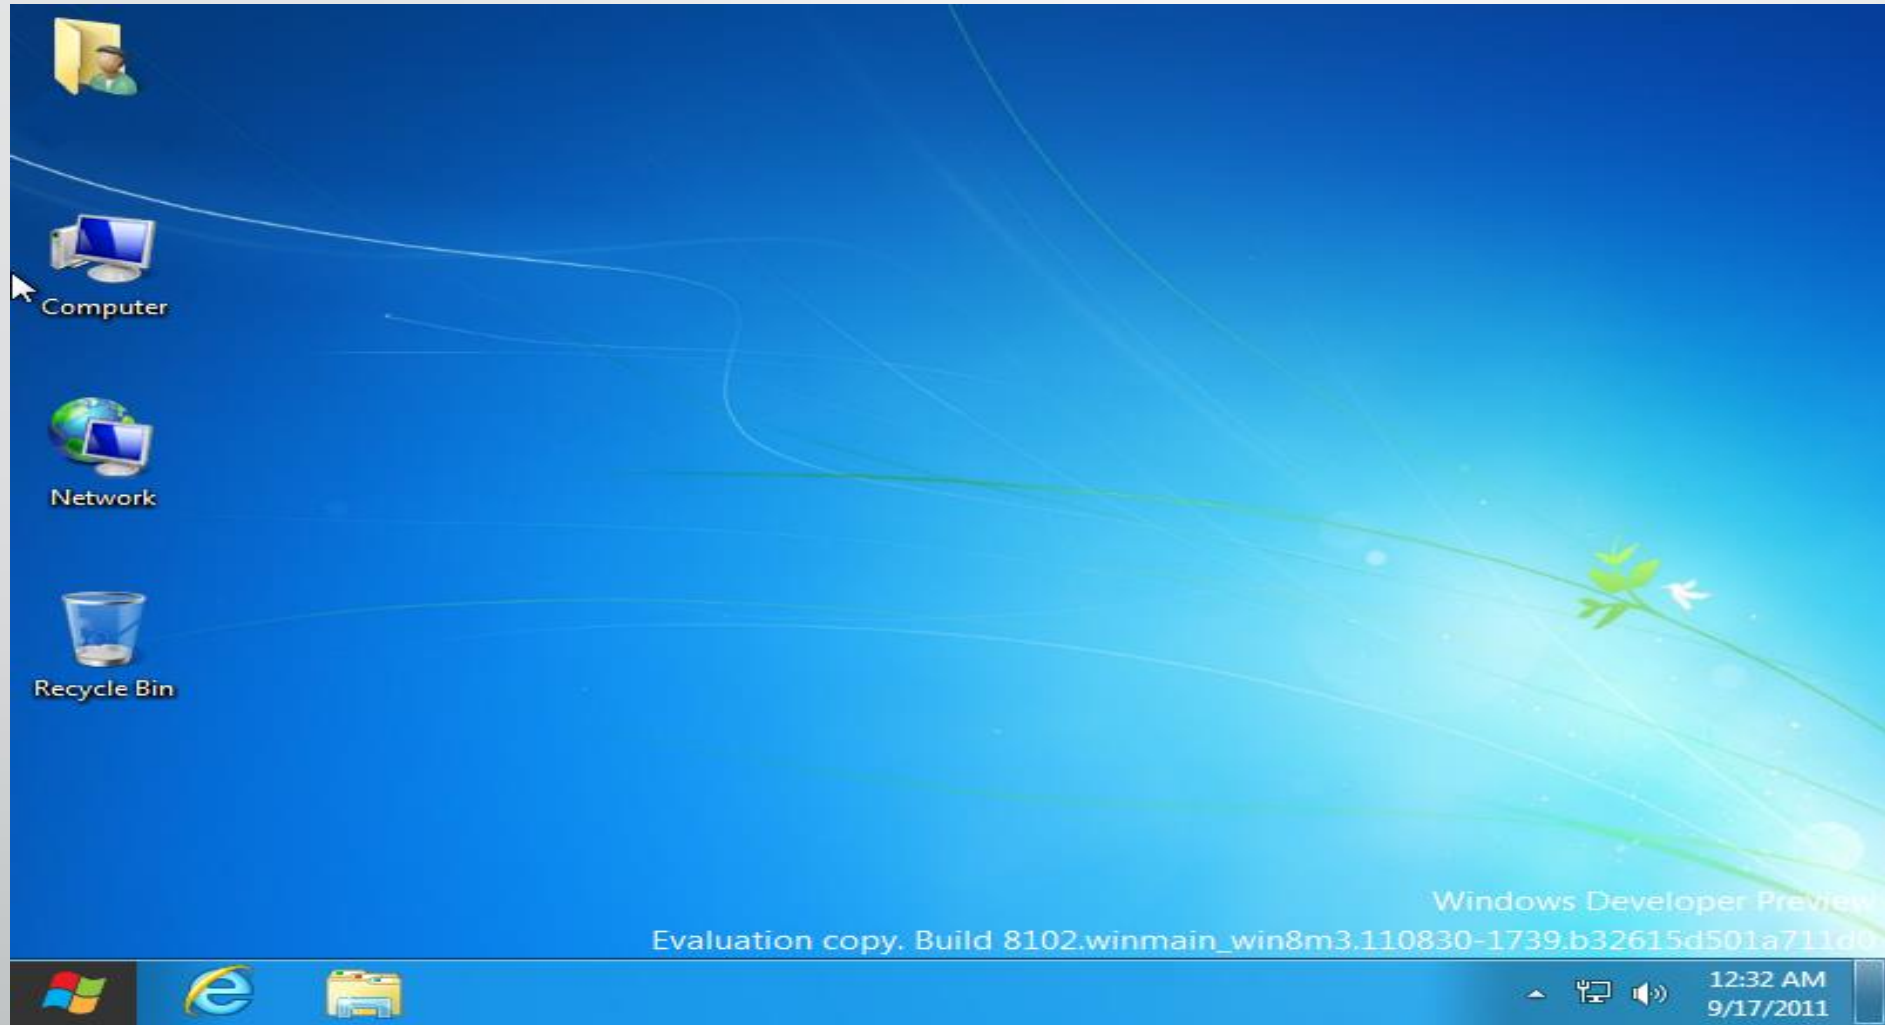 Computer
Network
Recycle Bin
Windows Developer Preview
Evaluation copy. Build 8102.winmain_win8m3.110830-1739.b32615d501a711d0
12:32 AM
9/17/2011